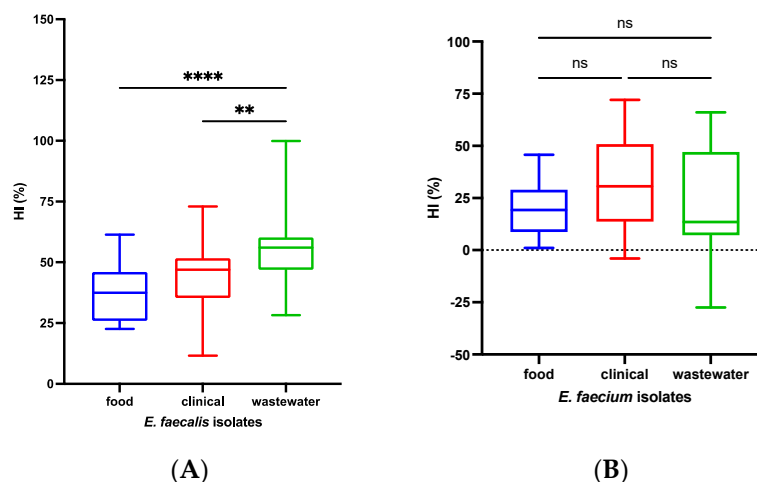 150
125
100
75
50
25
0
HI (%)
****
**
food clinical wastewater
E. faecalis isolates
(A)
100
75
50
25
0
-25
-50
HI (%)
ns
ns ns
food clinical wastewater
E. faecium isolates
(B)